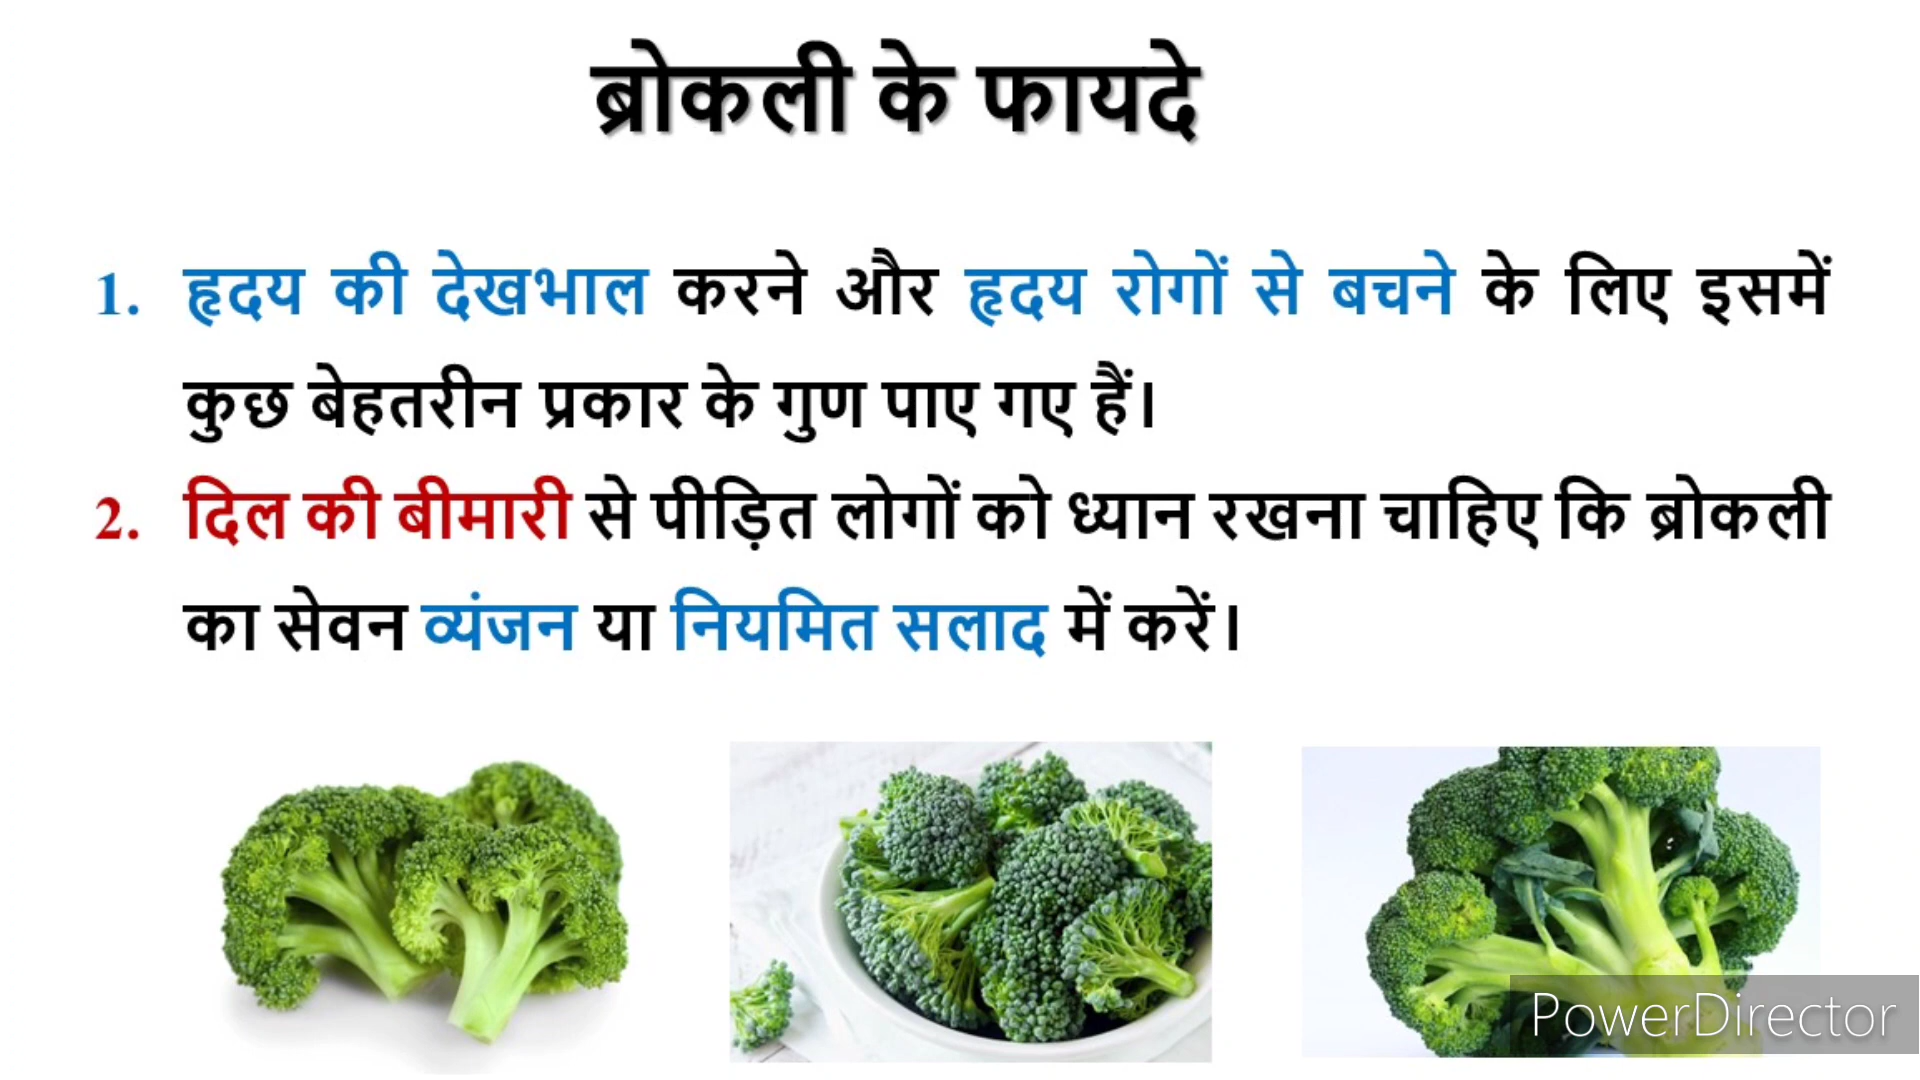 ब्रोकली के फायदे
1. हृदय की देखभाल करने और हृदय रोगों से बचने के लिए इसमें
कुछ बेहतरीन प्रकार के गुण पाए गए हैं।
2. दिल की बीमारी से पीड़ित लोगों को ध्यान रखना चाहिए कि ब्रोकली
का सेवन व्यंजन या नियमित सलाद में करें।
PowerDirector